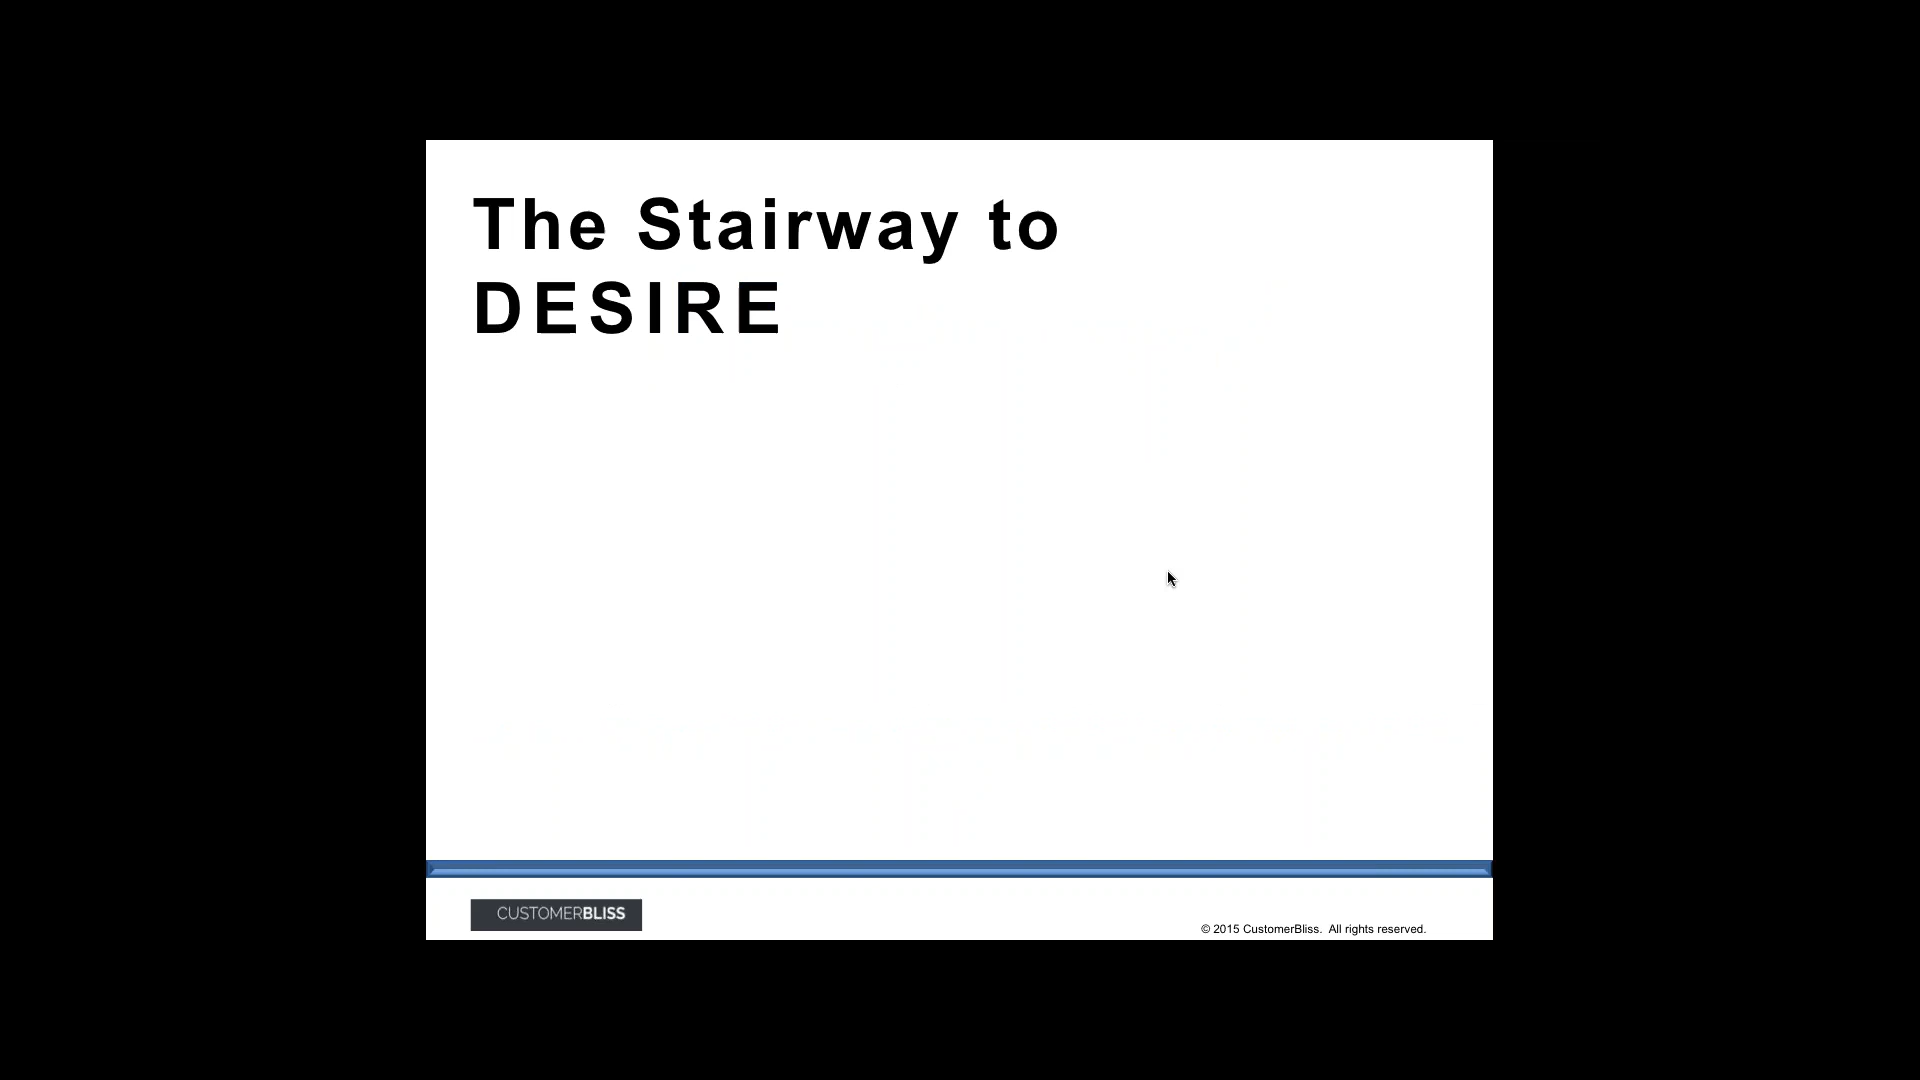 The Stairway to
DESIRE
CUSTOMERBLISS
© 2015 CustomerBliss. All rights reserved.